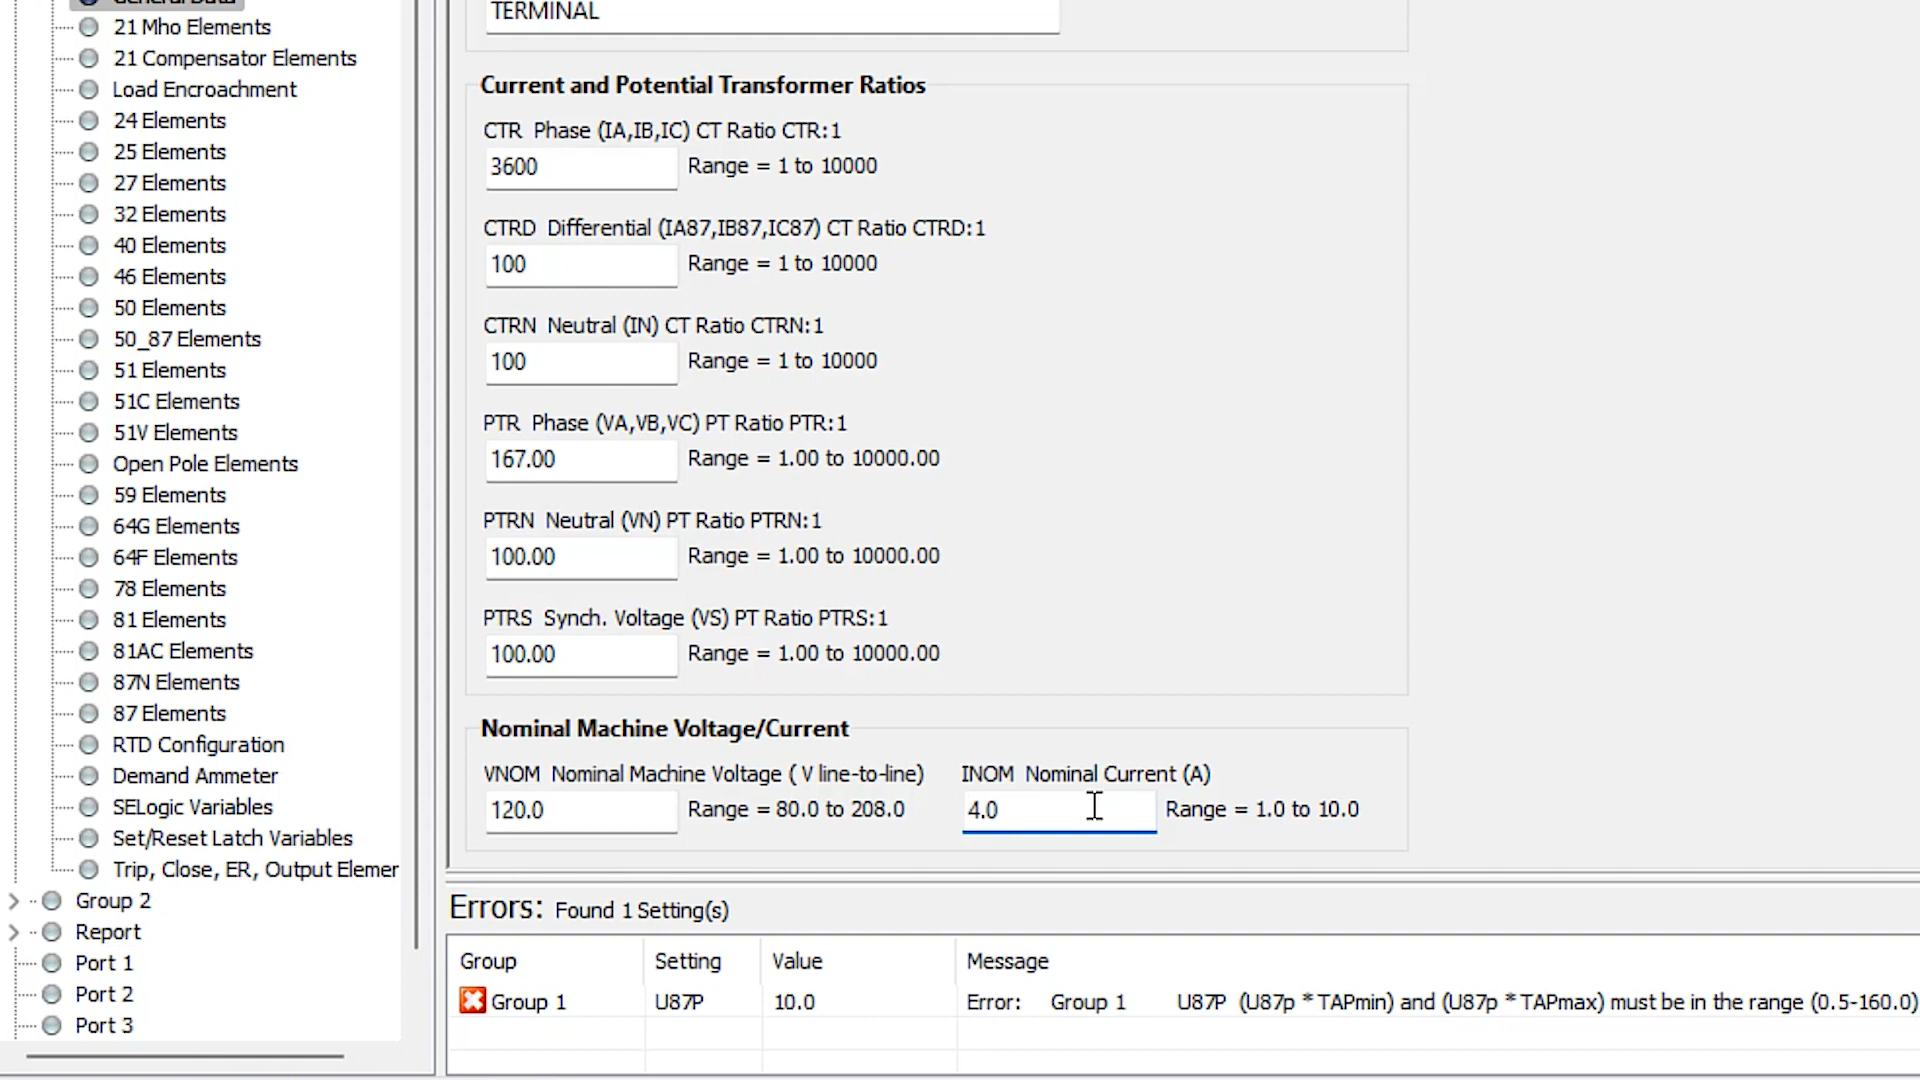 General Data
21 Mho Elements
21 Compensator Elements
Load Encroachment
24 Elements
25 Elements
27 Elements
32 Elements
40 Elements
46 Elements
50 Elements
50_87 Elements
51 Elements
51C Elements
51V Elements
Open Pole Elements
59 Elements
64G Elements
64F Elements
78 Elements
81 Elements
81AC Elements
87N Elements
87 Elements
RTD Configuration
Demand Ammeter
SELogic Variables
Set/Reset Latch Variables
Trip, Close, ER, Output Elemer
Group 2
Report
Port 1
Port 2
Port 3
TERMINAL
Current and Potential Transformer Ratios
CTR Phase (IA,IB,IC) CT Ratio CTR:1
3600 Range = 1 to 10000
CTRD Differential (IA87,IB87,IC87) CT Ratio CTRD:1
100 Range = 1 to 10000
CTRN Neutral (IN) CT Ratio CTRN:1
100 Range = 1 to 10000
PTR Phase (VA,VB,VC) PT Ratio PTR:1
167.00 Range = 1.00 to 10000.00
PTRN Neutral (VN) PT Ratio PTRN:1
100.00 Range = 1.00 to 10000.00
PTRS Synch. Voltage (VS) PT Ratio PTRS:1
100.00 Range = 1.00 to 10000.00
Nominal Machine Voltage/Current
VNOM Nominal Machine Voltage ( V line-to-line) INOM Nominal Current (A)
120.0 Range = 80.0 to 208.0 4.0 Range = 1.0 to 10.0
Errors: Found 1 Setting(s)
Group Setting Value Message
Group 1 U87P 10.0 Error: Group 1 U87P (U87p * TAPmin) and (U87p * TAPmax) must be in the range (0.5-160.0)